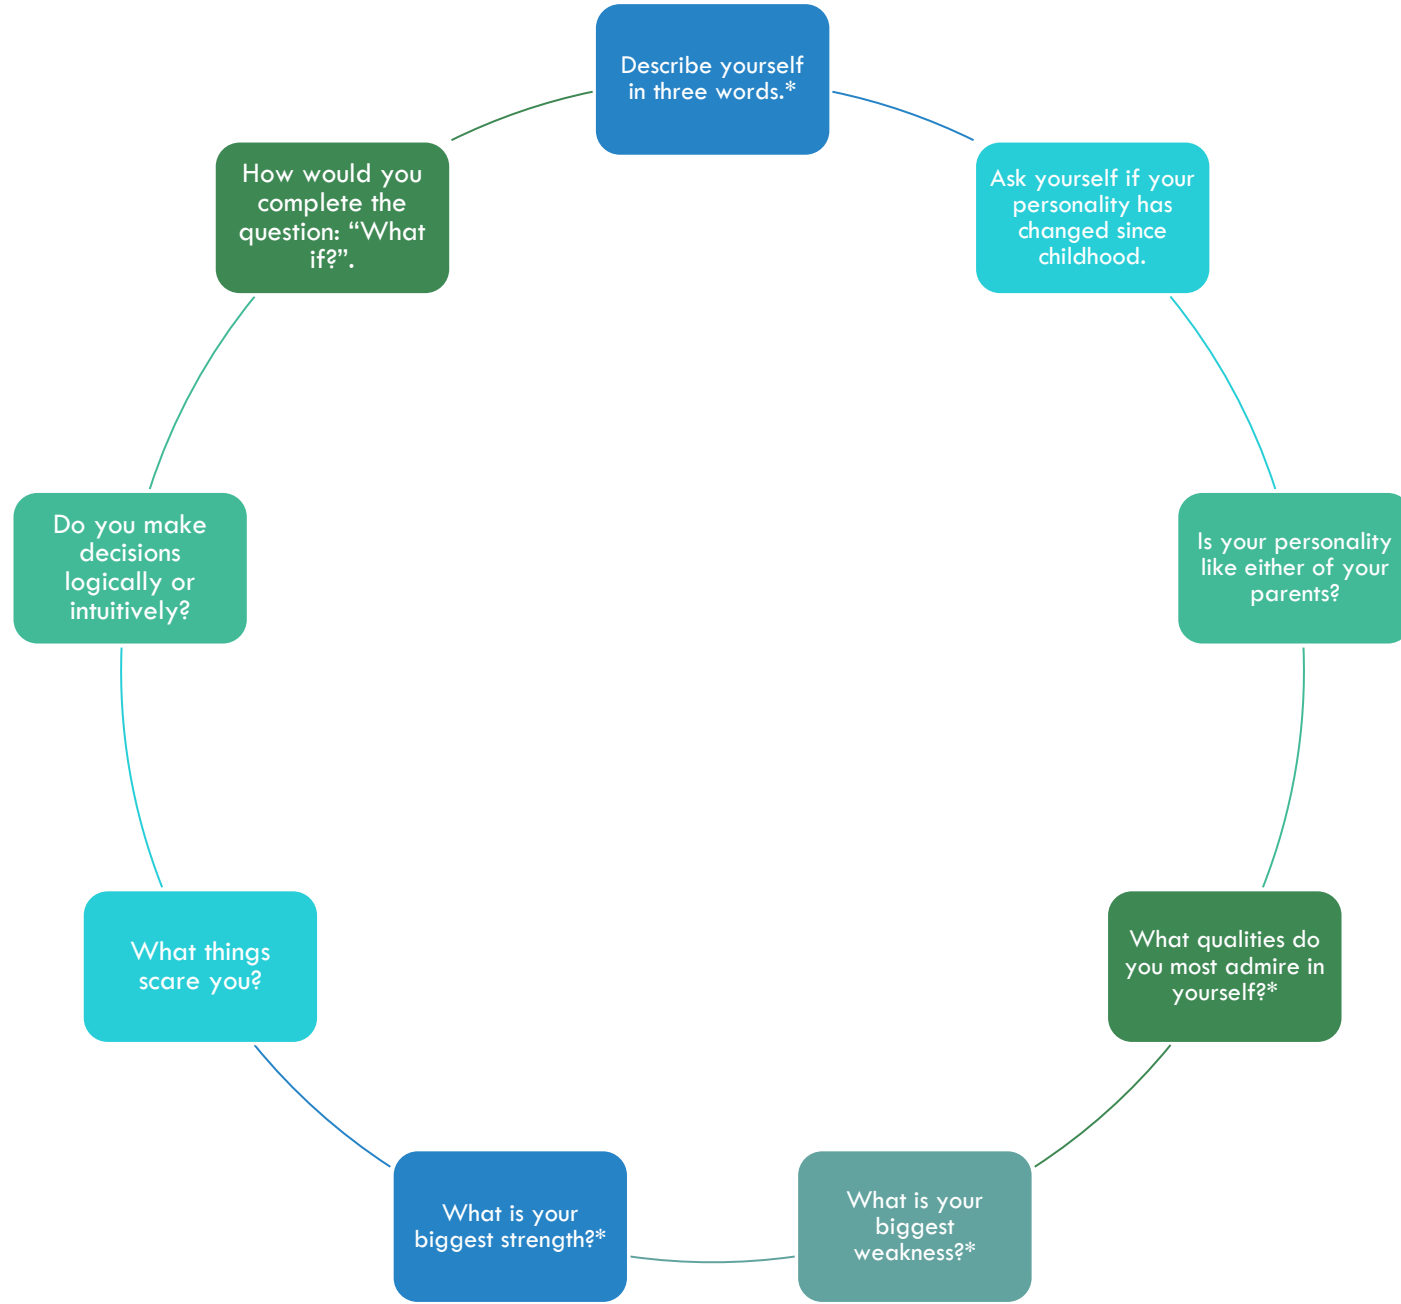 Describe yourself
in three words.*
Ask yourself if your
personality has
changed since
childhood.
Is your personality
like either of your
parents?
What qualities do
you most admire in
yourself?*
What is your
biggest
weakness?*
What is your
biggest strength?*
What things
scare you?
Do you make
decisions
logically or
intuitively?
How would you
complete the
question: “What
if?”.